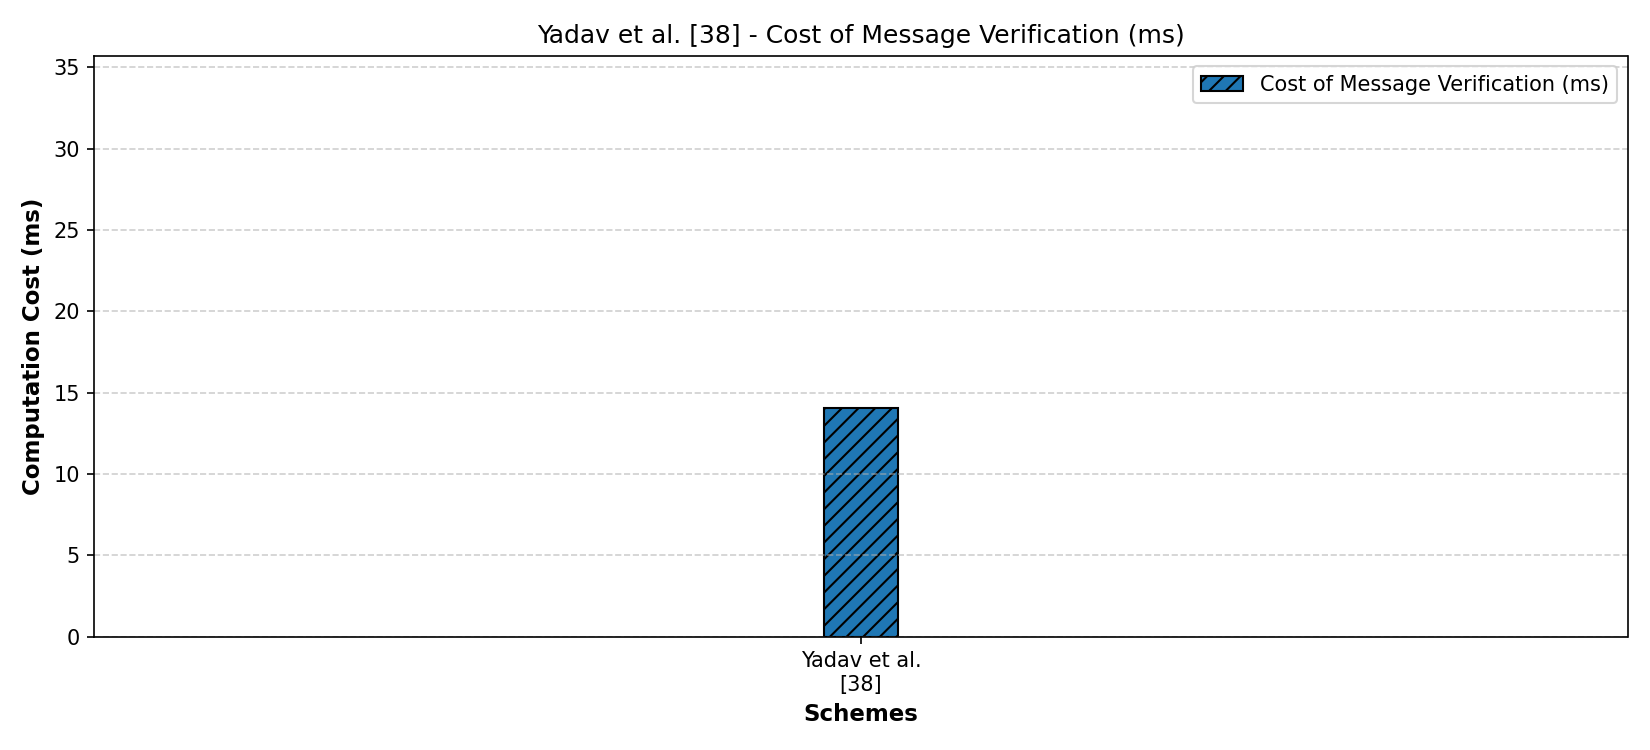 Yadav et al. [38] - Cost of Message Verification (ms)
Cost of Message Verification (ms)
Computation Cost (ms)
35
30
25
20
15
10
5
0
Yadav et al.
[38]
Schemes